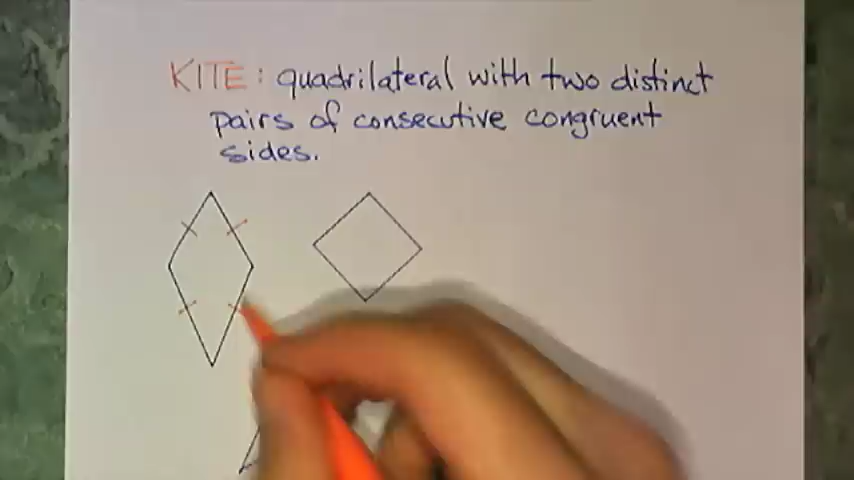 KITE: quadrilateral with two distinct
pairs of consecutive congruent
sides.